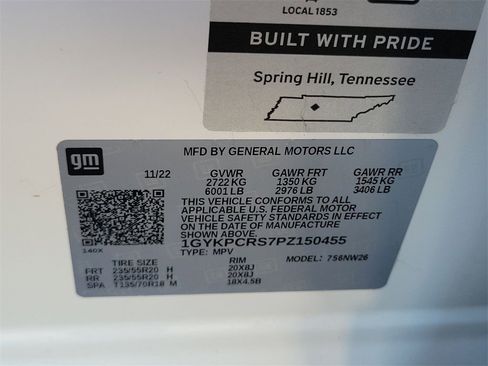 LOCAL 1853
BUILT WITH PRIDE
Spring Hill, Tennessee
gm
MFD BY GENERAL MOTORS LLC
11/22 GVWR GAWR FRT GAWR RR
2722 KG 1350 KG 1545 KG
6001 LB 2976 LB 3406 LB
THIS VEHICLE CONFORMS TO ALL
APPLICABLE U.S. FEDERAL MOTOR
VEHICLE SAFETY STANDARDS IN EFFECT
ON THE DATE OF MANUFACTURE
SHOWN ABOVE.
1GYKPCRS7PZ150455
140X TYPE: MPV MODEL: 756NW26
TIRE SIZE RIM
FRT 235/55R20 H 20X8J
RR 235/55R20 H 20X8J
SPA T135/70R18 M 18X4.5B